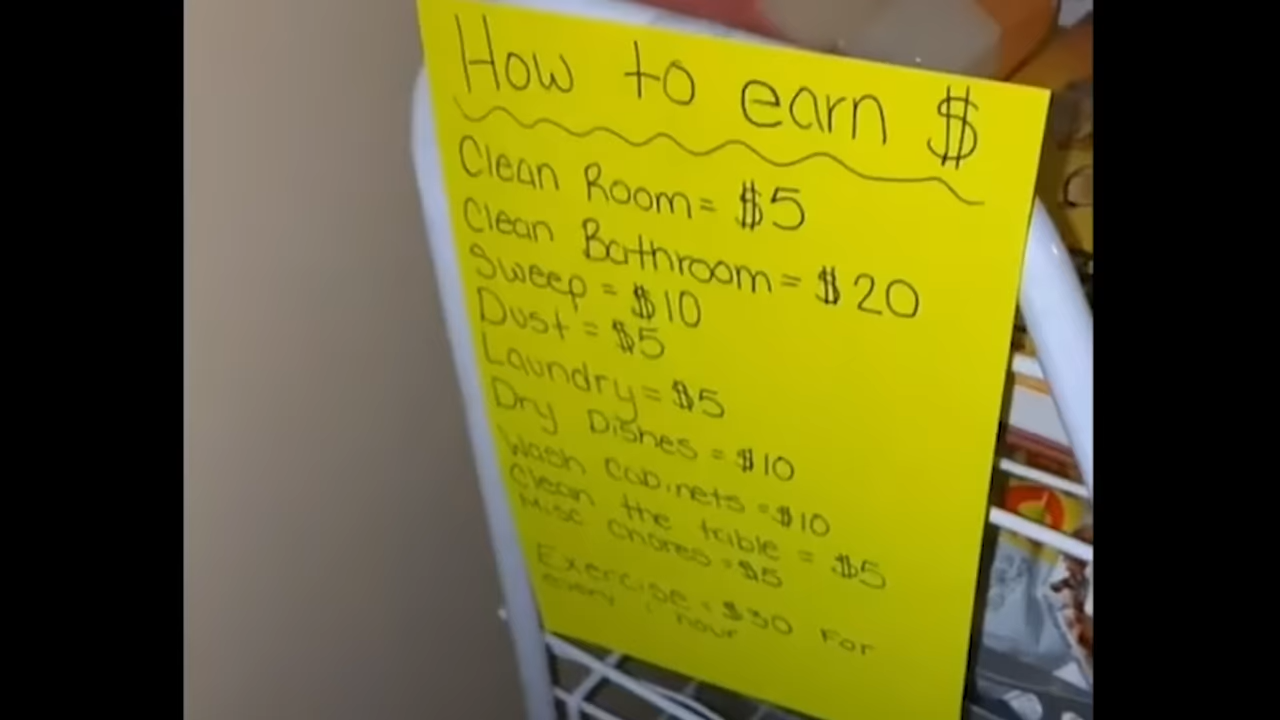 How to earn $
Clean Room = $5
Clean Bathroom = $20
Sweep = $10
Dust = $5
Laundry = $5
Dry Dishes = $10
Wash cabinets = $10
Clean the table = $5
Misc chores = $5
Exercise = $30 For
every 1 hour